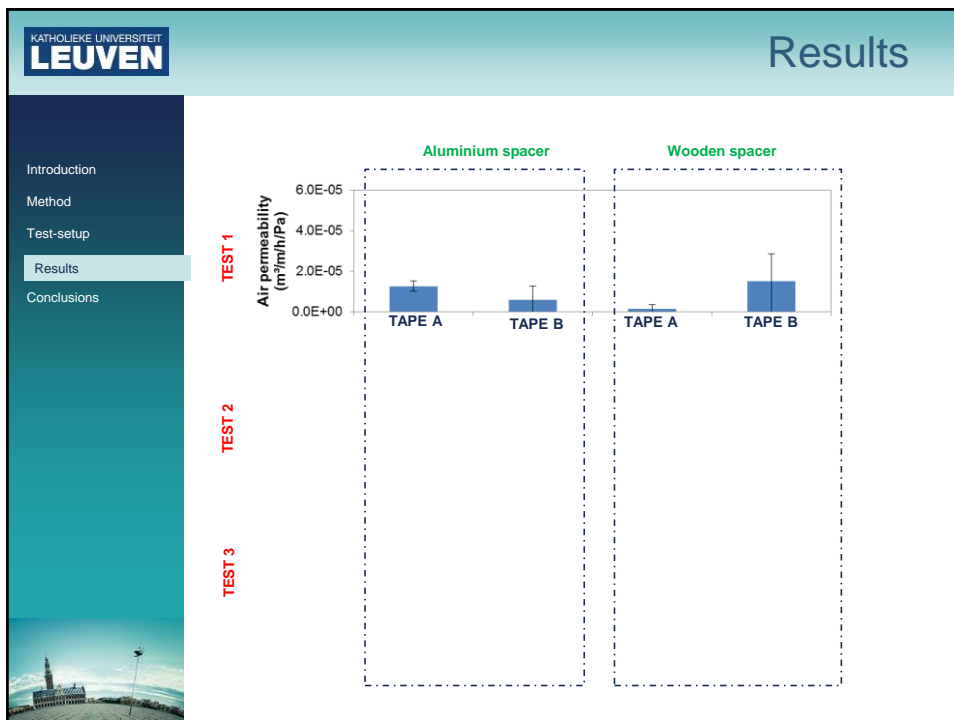 KATHOLIEKE UNIVERSITEIT
LEUVEN
Results
Introduction
Method
Test-setup
Results
Conclusions
Aluminium spacer
Wooden spacer
TEST 1
Air permeability
(m³/m/h/Pa)
6.0E-05
4.0E-05
2.0E-05
0.0E+00
TAPE A
TAPE B
TAPE A
TAPE B
TEST 2
TEST 3